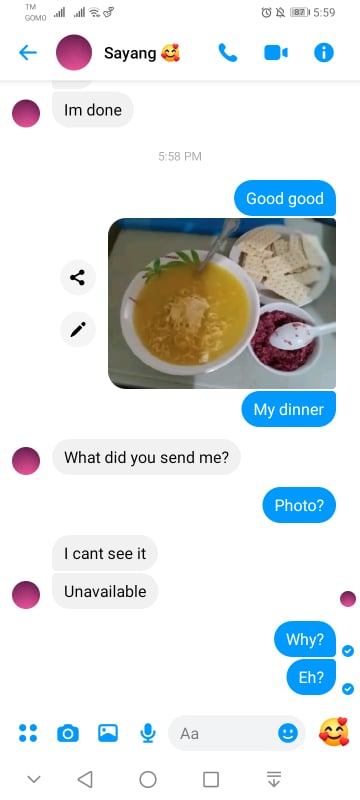 TM
GOMO
87
5:59
Sayang 🥰
Im done
5:58 PM
Good good
My dinner
What did you send me?
Photo?
I cant see it
Unavailable
Why?
Eh?
Aa